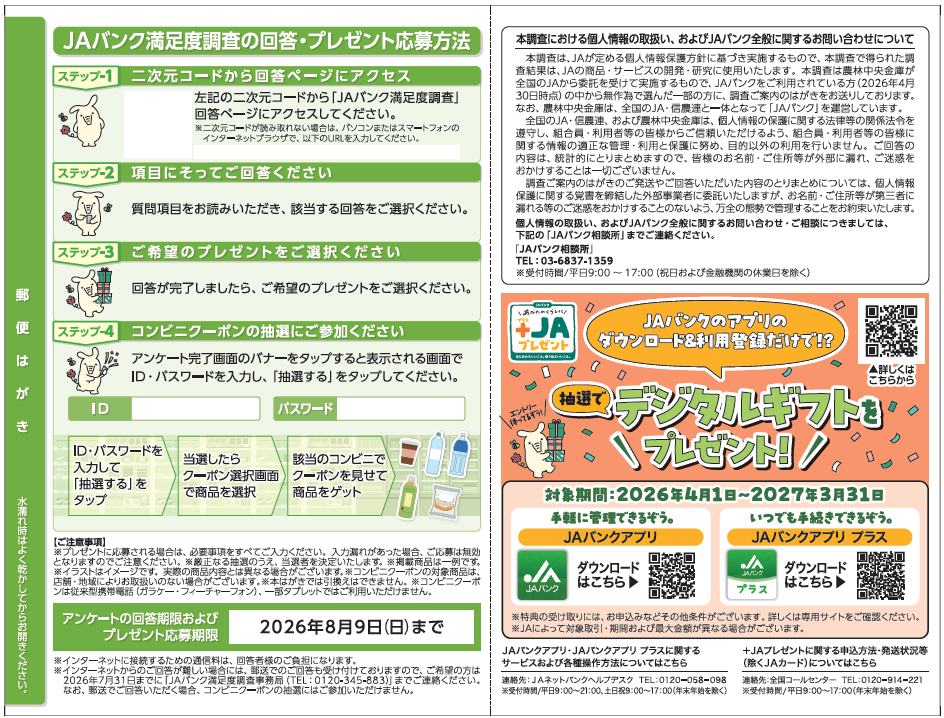 郵便はがき
水濡れ時はよく乾かしてからお開きください。
JAバンク満足度調査の回答・プレゼント応募方法
ステップ-1 二次元コードから回答ページにアクセス
左記の二次元コードから「JAバンク満足度調査」
回答ページにアクセスしてください。
※二次元コードが読み取れない場合は、パソコンまたはスマートフォンの
インターネットブラウザで、以下のURLを入力してください。
ステップ-2 項目にそってご回答ください
質問項目をお読みいただき、該当する回答をご選択ください。
ステップ-3 ご希望のプレゼントをご選択ください
回答が完了しましたら、ご希望のプレゼントをご選択ください。
ステップ-4 コンビニクーポンの抽選にご参加ください
アンケート完了画面のバナーをタップすると表示される画面で
ID・パスワードを入力し、「抽選する」をタップしてください。
ID パスワード
ID・パスワードを
入力して
「抽選する」を
タップ
当選したら
クーポン選択画面
で商品を選択
該当のコンビニで
クーポンを見せて
商品をゲット
【ご注意事項】
※プレゼントに応募される場合は、必要事項をすべてご入力ください。入力漏れがあった場合、ご応募は無効
となりますのでご注意ください。※厳正なる抽選のうえ、当選者を決定いたします。※掲載商品は一例です。
※イラストはイメージです。実際の商品内容とは異なる場合がございます。※コンビニクーポンの対象商品は、
店舗・地域によりお取扱いのない場合がございます。※本はがきでは引換えはできません。※コンビニクーポ
ンは従来型携帯電話（ガラケー・フィーチャーフォン）、一部タブレットではご利用いただけません。
アンケートの回答期限および
プレゼント応募期限
2026年8月9日(日)まで
※インターネットに接続するための通信料は、回答者様のご負担になります。
※インターネットからのご回答が難しい場合には、郵送でのご回答も受け付けておりますので、ご希望の方は
2026年7月31日までに「JAバンク満足度調査事務局（TEL：0120-345-883）」までご連絡ください。
なお、郵送でご回答いただく場合、コンビニクーポンの抽選にはご参加いただけません。
本調査における個人情報の取扱い、およびJAバンク全般に関するお問い合わせについて
本調査は、JAが定める個人情報保護方針に基づき実施するもので、本調査で得られた調
査結果は、JAの商品・サービスの開発・研究に使用いたします。本調査は農林中央金庫が
全国のJAから委託を受けて実施するもので、JAバンクをご利用されている方（2026年4月
30日時点）の中から無作為で選んだ一部の方に、調査ご案内のはがきをお送りしております。
なお、農林中央金庫は、全国のJA・信農連と一体となって「JAバンク」を運営しています。
全国のJA・信農連、および農林中央金庫は、個人情報の保護に関する法律等の関係法令を
遵守し、組合員・利用者等の皆様からご信頼いただけるよう、組合員・利用者等の皆様に
関する情報の適正な管理・利用と保護に努め、目的以外の利用を行いません。ご回答の
内容は、統計的にとりまとめますので、皆様のお名前・ご住所等が外部に漏れ、ご迷惑を
おかけすることは一切ございません。
調査ご案内のはがきのご発送やご回答いただいた内容のとりまとめについては、個人情報
保護に関する覚書を締結した外部事業者に委託いたしますが、お名前・ご住所等が第三者に
漏れる等のご迷惑をおかけすることのないよう、万全の態勢で管理することをお約束いたします。
個人情報の取扱い、およびJAバンク全般に関するお問い合わせ・ご相談につきましては、
下記の「JAバンク相談所」までご連絡ください。
「JAバンク相談所」
TEL：03-6837-1359
※受付時間/平日9:00 ～ 17:00（祝日および金融機関の休業日を除く）
JAバンク
プラス
+JA
プレゼント
JAバンクのアプリの
ダウンロード&利用登録だけで!?
▲詳しくは
こちらから
エントリー
待ってるぞう!
抽選で
デジタルギフトを
プレゼント!
対象期間：2026年4月1日～2027年3月31日
手軽に管理できるぞう。
JAバンクアプリ
JAバンク
ダウンロード
はこちら▶
いつでも手続きできるぞう。
JAバンクアプリ プラス
JAバンク
プラス
ダウンロード
はこちら▶
※特典の受け取りには、お申込みなどその他条件がございます。詳しくは専用サイトをご確認ください。
※JAによって対象取引・期間および最大金額が異なる場合がございます。
JAバンクアプリ・JAバンクアプリ プラスに関する
サービスおよび各種操作方法についてはこちら
連絡先：JAネットバンクヘルプデスク TEL：0120-058-098
※受付時間/平日9:00～21:00、土日祝9:00～17:00（年末年始を除く）
+JAプレゼントに関する申込方法・発送状況等
（除くJAカード）についてはこちら
連絡先：全国コールセンター TEL：0120-914-221
※受付時間/平日9:00～17:00（年末年始を除く）